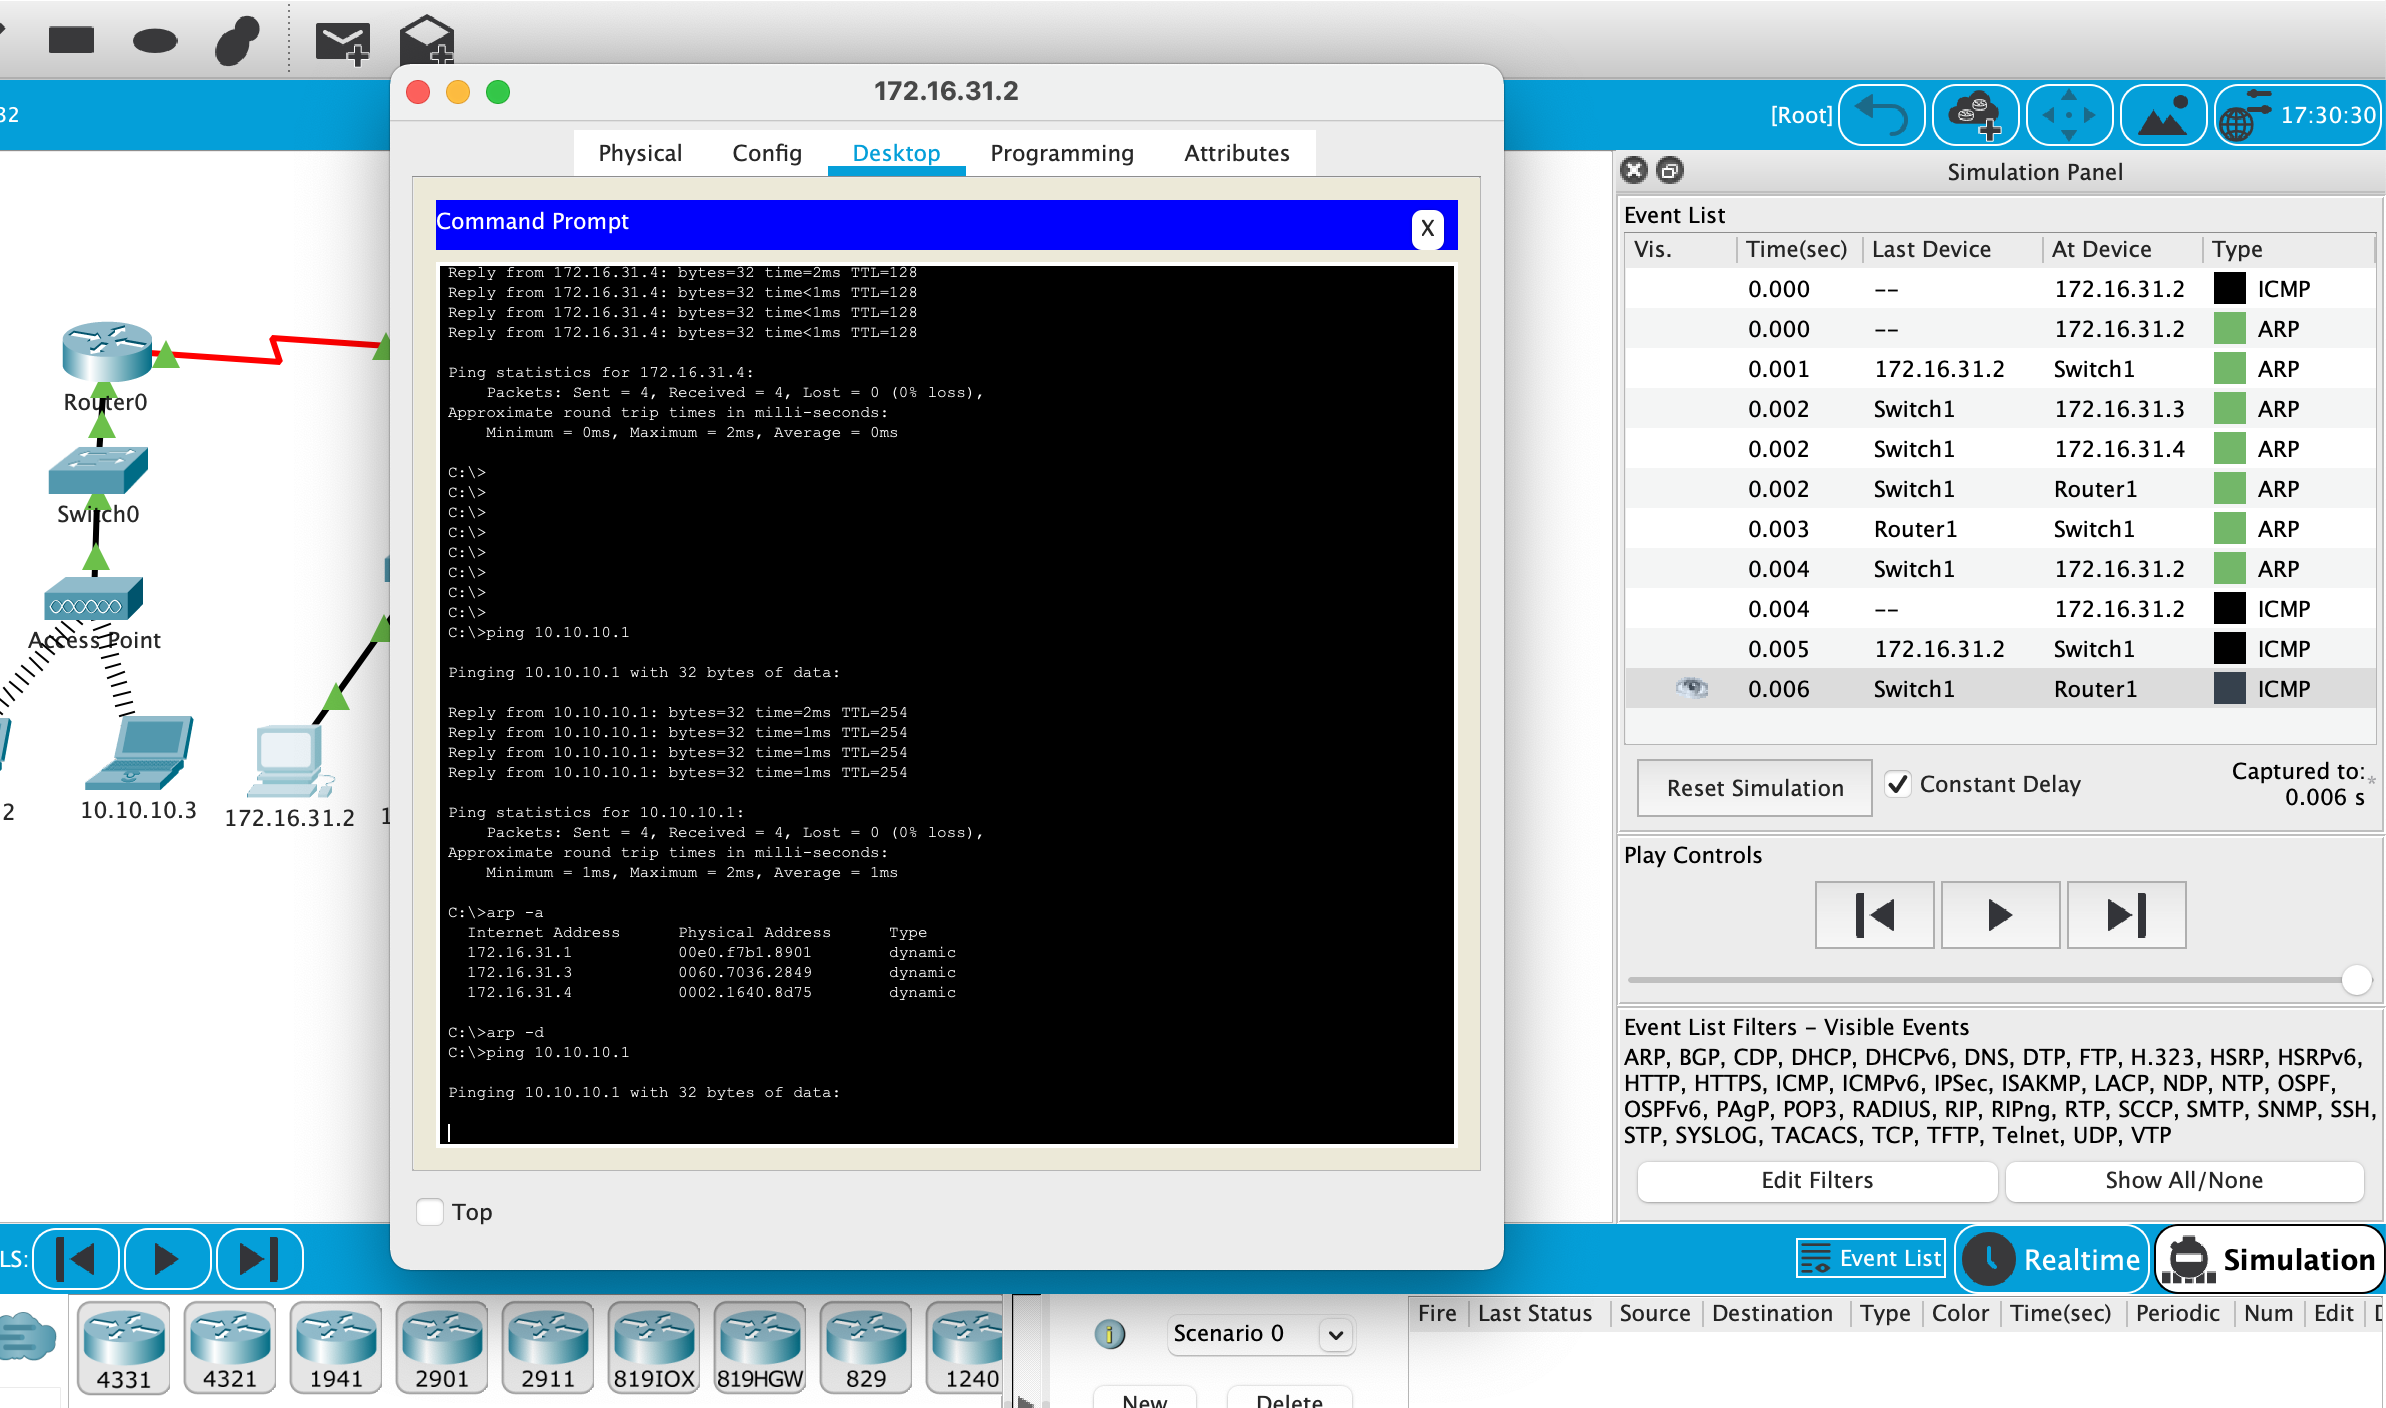 172.16.31.2
32
[Root]
17:30:30
Physical Config Desktop Programming Attributes
Simulation Panel
Command Prompt
X
Event List
Vis. Time(sec) Last Device At Device Type
0.000 -- 172.16.31.2 ICMP
0.000 -- 172.16.31.2 ARP
0.001 172.16.31.2 Switch1 ARP
0.002 Switch1 172.16.31.3 ARP
0.002 Switch1 172.16.31.4 ARP
0.002 Switch1 Router1 ARP
0.003 Router1 Switch1 ARP
0.004 Switch1 172.16.31.2 ARP
0.004 -- 172.16.31.2 ICMP
0.005 172.16.31.2 Switch1 ICMP
0.006 Switch1 Router1 ICMP
Reset Simulation
Constant Delay
Captured to:*
0.006 s
Play Controls
Event List Filters - Visible Events
ARP, BGP, CDP, DHCP, DHCPv6, DNS, DTP, FTP, H.323, HSRP, HSRPv6,
HTTP, HTTPS, ICMP, ICMPv6, IPSec, ISAKMP, LACP, NDP, NTP, OSPF,
OSPFv6, PAgP, POP3, RADIUS, RIP, RIPng, RTP, SCCP, SMTP, SNMP, SSH,
STP, SYSLOG, TACACS, TCP, TFTP, Telnet, UDP, VTP
Edit Filters
Show All/None
Reply from 172.16.31.4: bytes=32 time=2ms TTL=128
Reply from 172.16.31.4: bytes=32 time<1ms TTL=128
Reply from 172.16.31.4: bytes=32 time<1ms TTL=128
Reply from 172.16.31.4: bytes=32 time<1ms TTL=128
Ping statistics for 172.16.31.4:
Packets: Sent = 4, Received = 4, Lost = 0 (0% loss),
Approximate round trip times in milli-seconds:
Minimum = 0ms, Maximum = 2ms, Average = 0ms
C:\>
C:\>
C:\>
C:\>
C:\>
C:\>
C:\>
C:\>
C:\>ping 10.10.10.1
Pinging 10.10.10.1 with 32 bytes of data:
Reply from 10.10.10.1: bytes=32 time=2ms TTL=254
Reply from 10.10.10.1: bytes=32 time=1ms TTL=254
Reply from 10.10.10.1: bytes=32 time=1ms TTL=254
Reply from 10.10.10.1: bytes=32 time=1ms TTL=254
Ping statistics for 10.10.10.1:
Packets: Sent = 4, Received = 4, Lost = 0 (0% loss),
Approximate round trip times in milli-seconds:
Minimum = 1ms, Maximum = 2ms, Average = 1ms
C:\>arp -a
Internet Address Physical Address Type
172.16.31.1 00e0.f7b1.8901 dynamic
172.16.31.3 0060.7036.2849 dynamic
172.16.31.4 0002.1640.8d75 dynamic
C:\>arp -d
C:\>ping 10.10.10.1
Pinging 10.10.10.1 with 32 bytes of data:
Top
Router0
Switch0
Access Point
2
10.10.10.3
172.16.31.2
1
LS:
Event List
Realtime
Simulation
4331 4321 1941 2901 2911 819IOX 819HGW 829 1240
i
Scenario 0
New
Delete
Fire Last Status Source Destination Type Color Time(sec) Periodic Num Edit